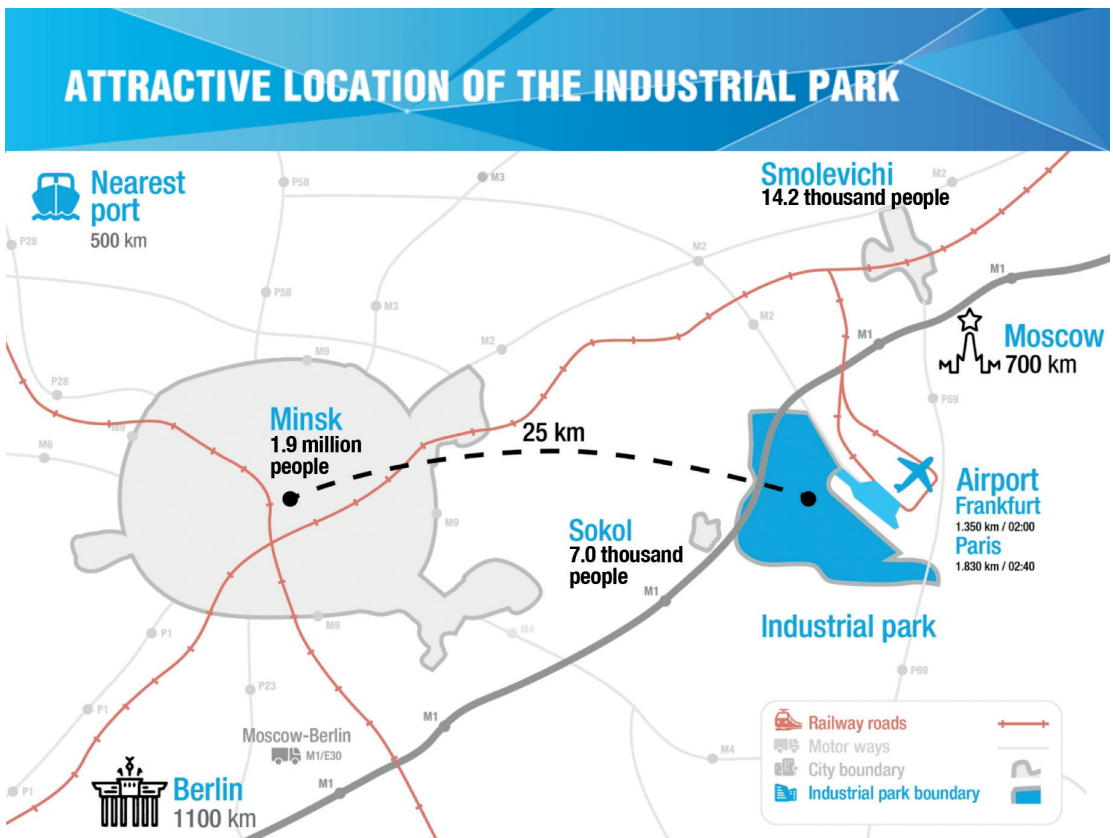 ATTRACTIVE LOCATION OF THE INDUSTRIAL PARK
Nearest
port
500 km
P58
M3
Smolevichi
14.2 thousand people
M2
P28
M2
M1
P58
M3
M2
M1
Moscow
700 km
M2
M9
P28
P69
M9
M6
Minsk
1.9 million
people
25 km
M9
Airport
Frankfurt
1.350 km / 02:00
Paris
1.830 km / 02:40
Sokol
7.0 thousand
people
M1
Industrial park
M9
M4
P1
P69
P23
P1
M1
Moscow-Berlin
M1/E30
M4
M1
P1
Berlin
1100 km
Railway roads
Motor ways
City boundary
Industrial park boundary